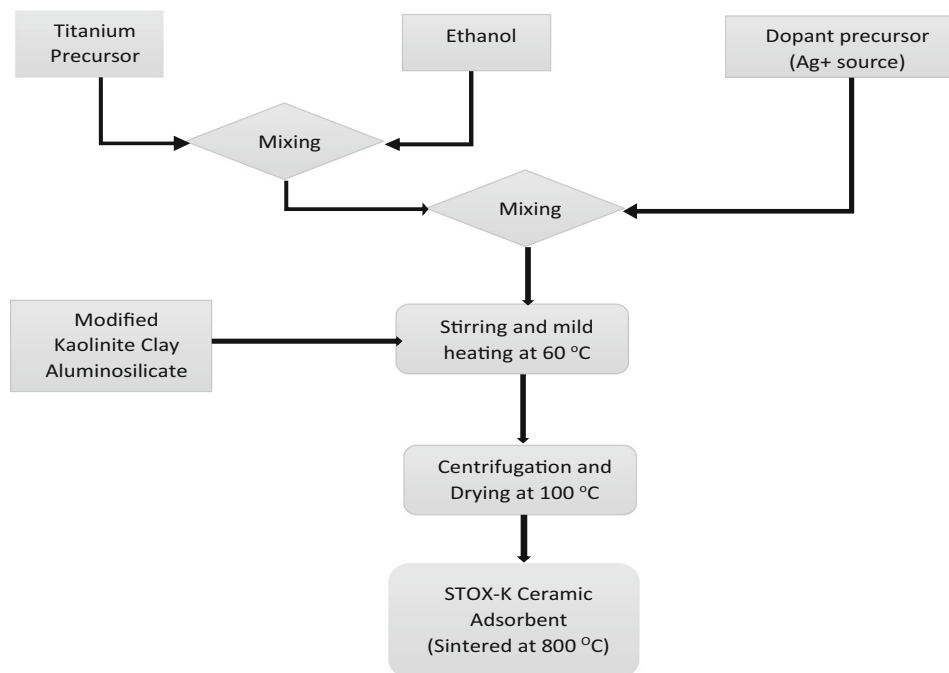 Titanium
Precursor
Ethanol
Dopant precursor
(Ag+ source)
Mixing
Mixing
Modified
Kaolinite Clay
Aluminosilicate
Stirring and mild
heating at 60 °C
Centrifugation and
Drying at 100 °C
STOX-K Ceramic
Adsorbent
(Sintered at 800 °C)